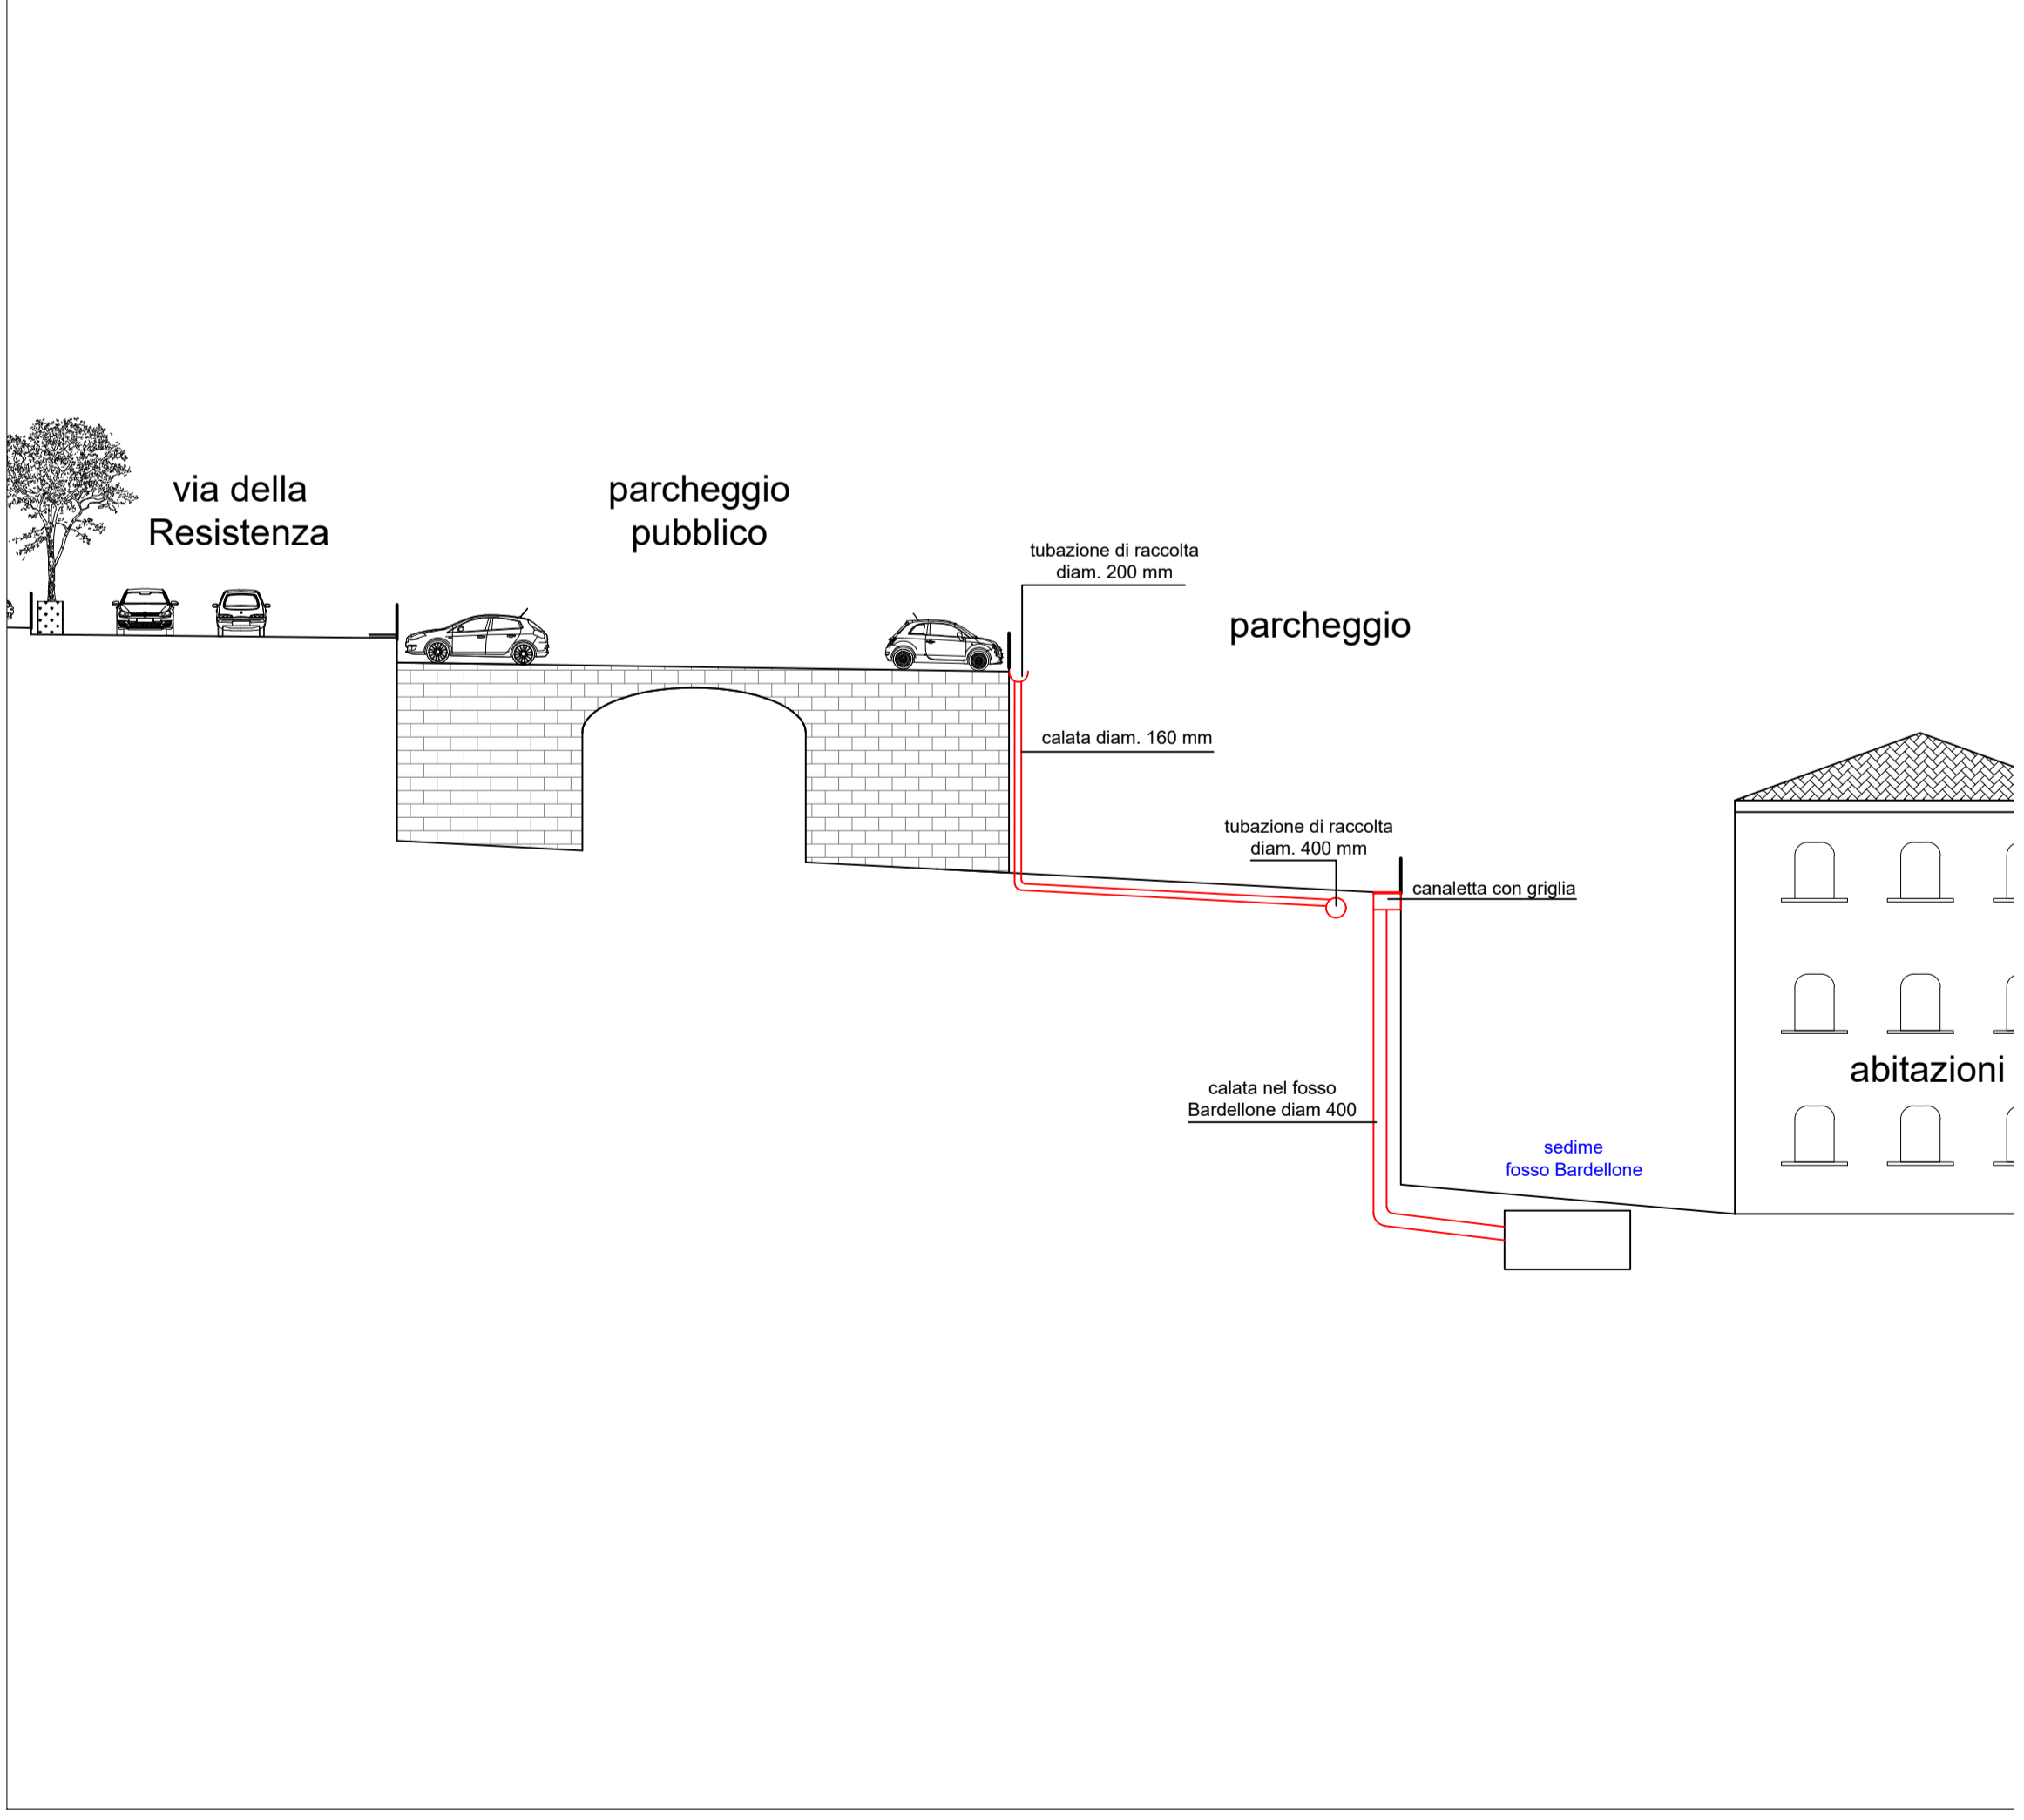 via della
Resistenza
parcheggio
pubblico
tubazione di raccolta
diam. 200 mm
parcheggio
calata diam. 160 mm
tubazione di raccolta
diam. 400 mm
canaletta con griglia
calata nel fosso
Bardellone diam 400
sedime
fosso Bardellone
abitazioni